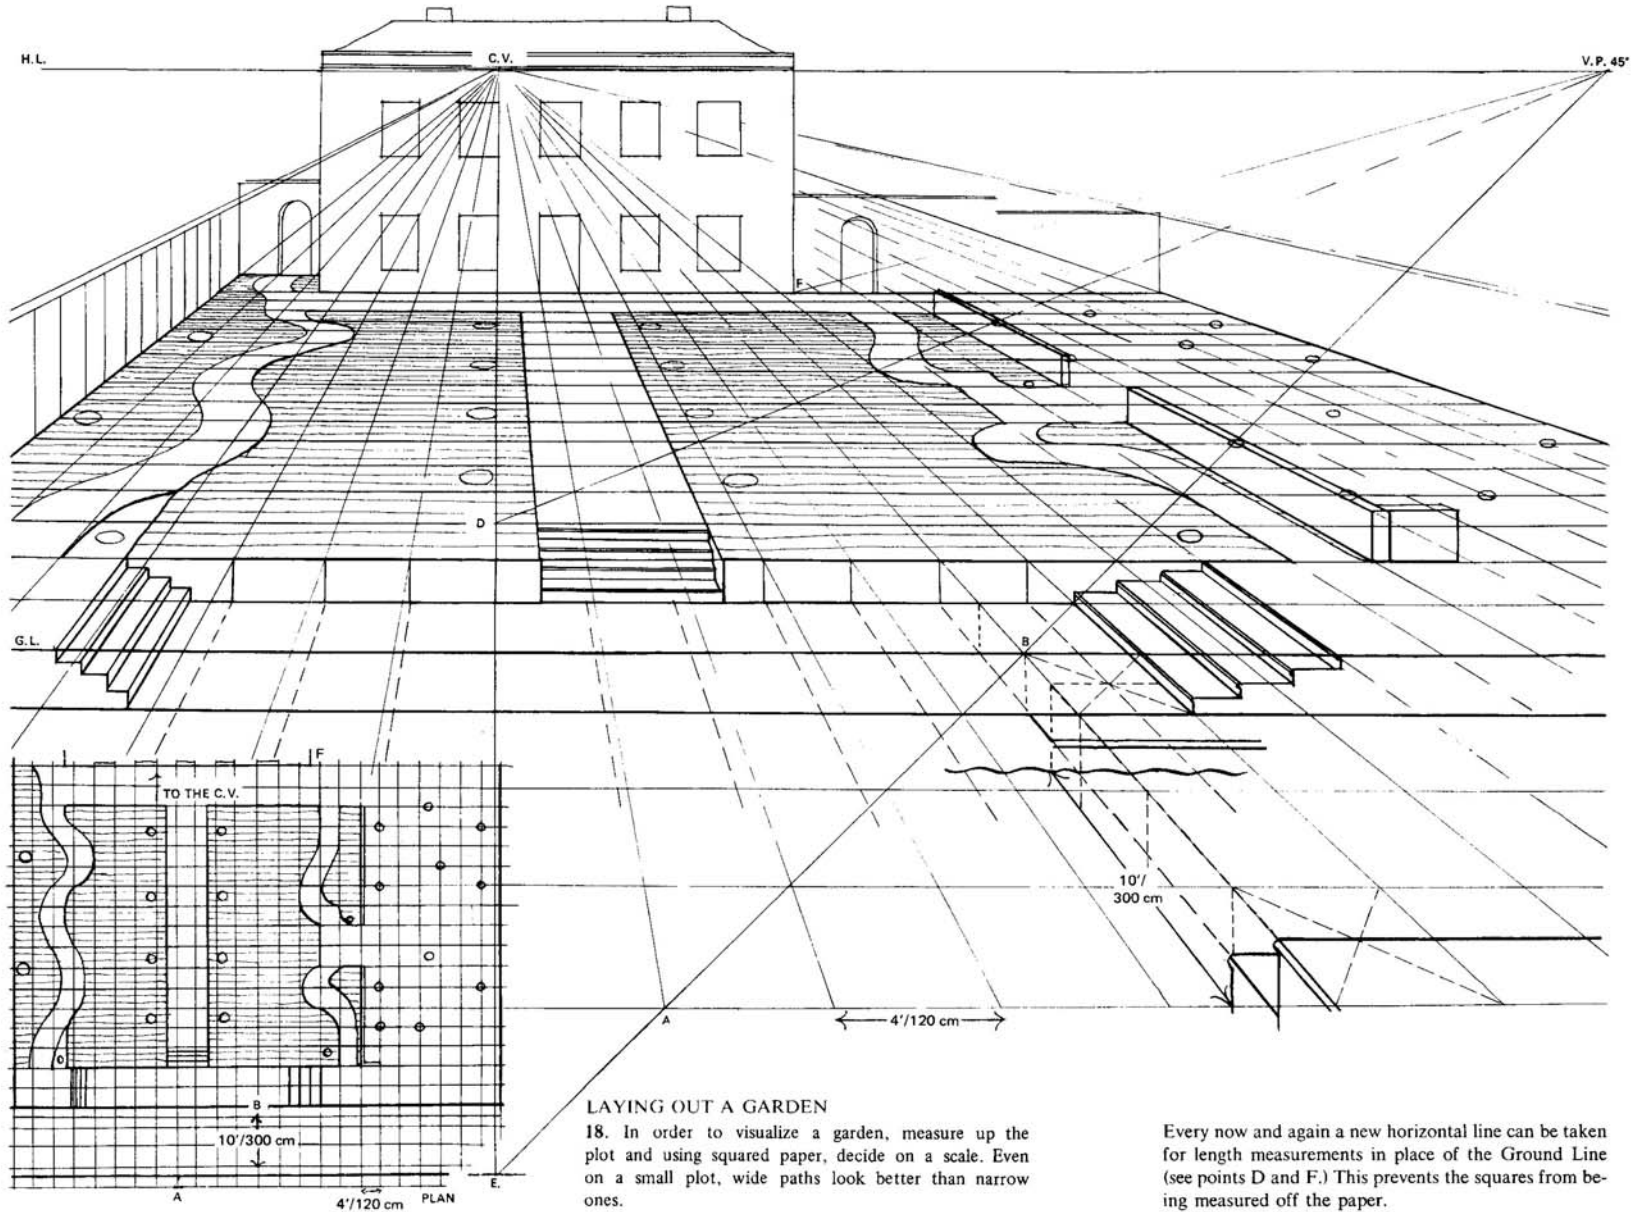 H.L.
C.V.
V.P. 45°
F
D
G.L.
B
F
TO THE C.V.
10'/
300 cm
A
4'/120 cm
B
10'/300 cm
A
4'/120 cm
PLAN
E.
LAYING OUT A GARDEN
18. In order to visualize a garden, measure up the
plot and using squared paper, decide on a scale. Even
on a small plot, wide paths look better than narrow
ones.
Every now and again a new horizontal line can be taken
for length measurements in place of the Ground Line
(see points D and F.) This prevents the squares from be-
ing measured off the paper.